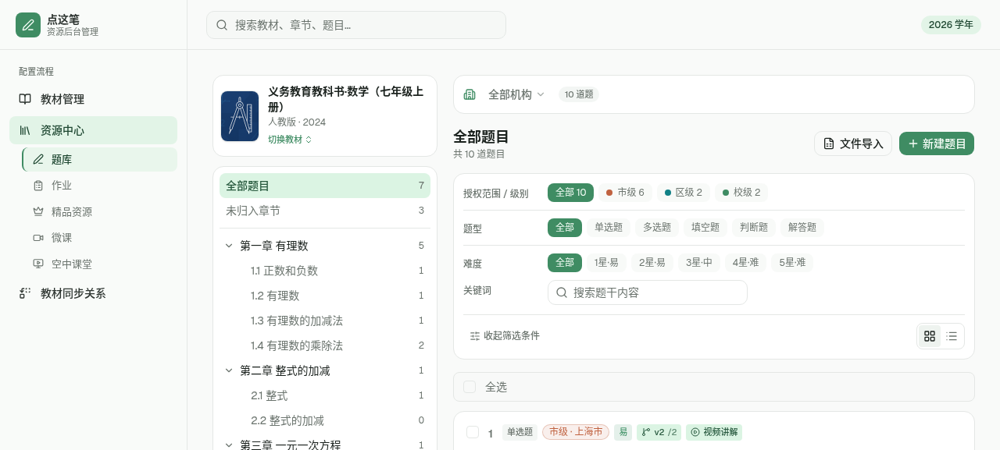 点这笔
资源后台管理
搜索教材、章节、题目...
2026 学年
配置流程
教材管理
资源中心
题库
作业
精品资源
微课
空中课堂
教材同步关系
义务教育教科书·数学（七年级上册）
人教版 · 2024
切换教材
全部题目 7
未归入章节 3
第一章 有理数 5
1.1 正数和负数 1
1.2 有理数 1
1.3 有理数的加减法 1
1.4 有理数的乘除法 2
第二章 整式的加减 1
2.1 整式 1
2.2 整式的加减 0
第三章 一元一次方程 1
全部机构 10 道题
全部题目
共 10 道题目
文件导入
新建题目
授权范围 / 级别 全部 10 市级 6 区级 2 校级 2
题型 全部 单选题 多选题 填空题 判断题 解答题
难度 全部 1星·易 2星·易 3星·中 4星·难 5星·难
关键词 搜索题干内容
收起筛选条件
全选
1 单选题 市级 · 上海市 易 v2 /2 视频讲解